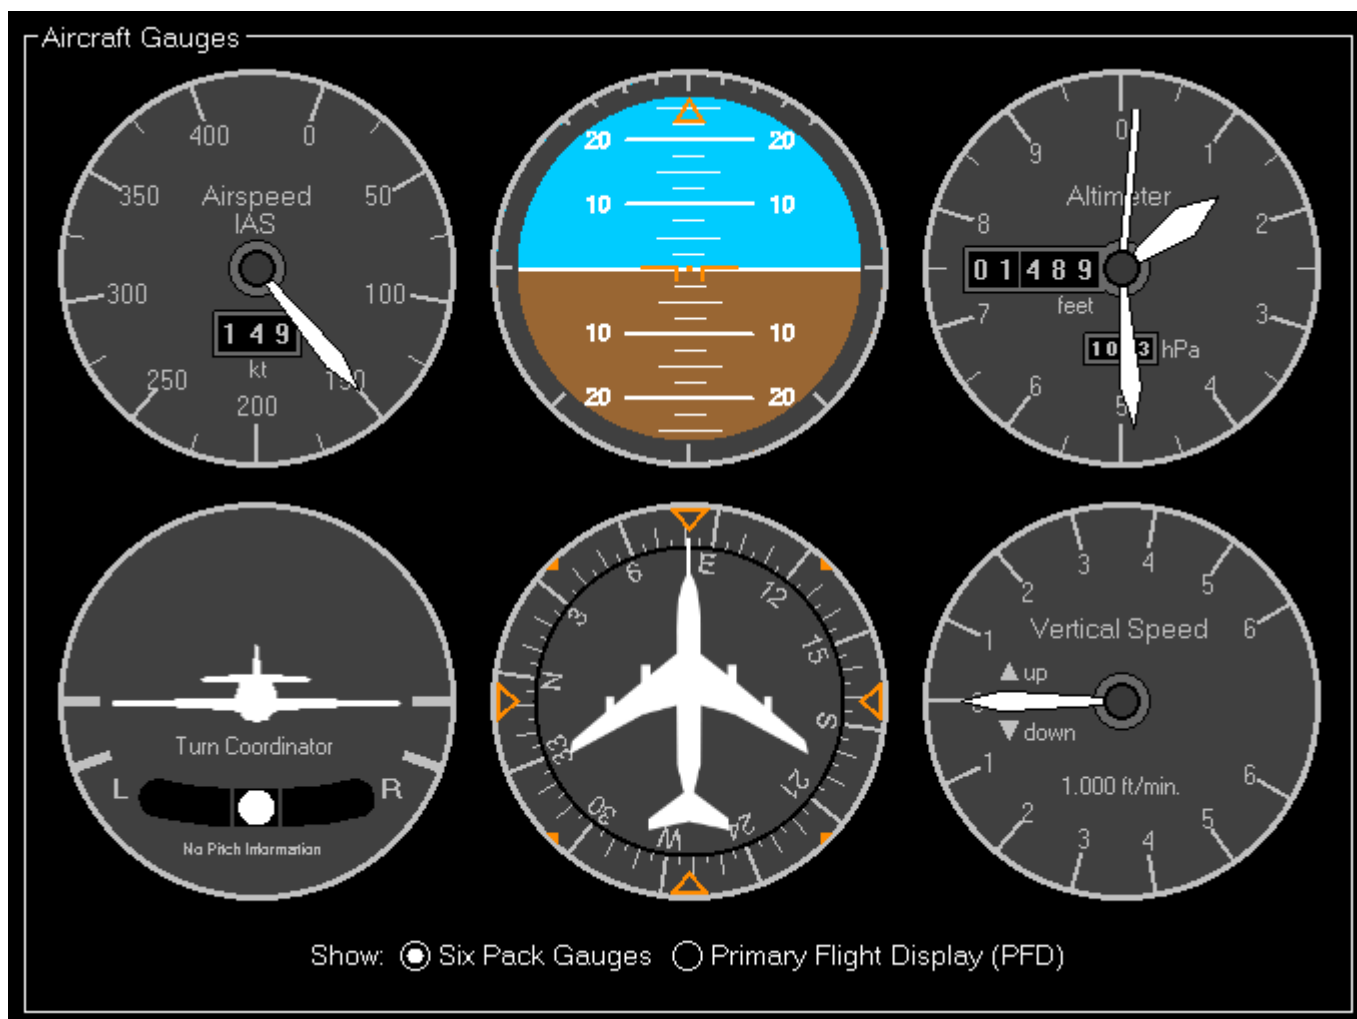 Aircraft Gauges
400 0
350 50
Airspeed
IAS
300 100
149
kt
250 150
200
20 20
10 10
10 10
20 20
0
9 1
Altimeter
8 2
01489
feet
7 3
hPa
6 4
5
Turn Coordinator
L R
No Pitch Information
6 E 12
3 15
N S
33 21
30 W 24
3 4
2 5
1 6
Vertical Speed
up
down
1 6
1.000 ft/min.
2 5
3 4
Show: Six Pack Gauges Primary Flight Display (PFD)